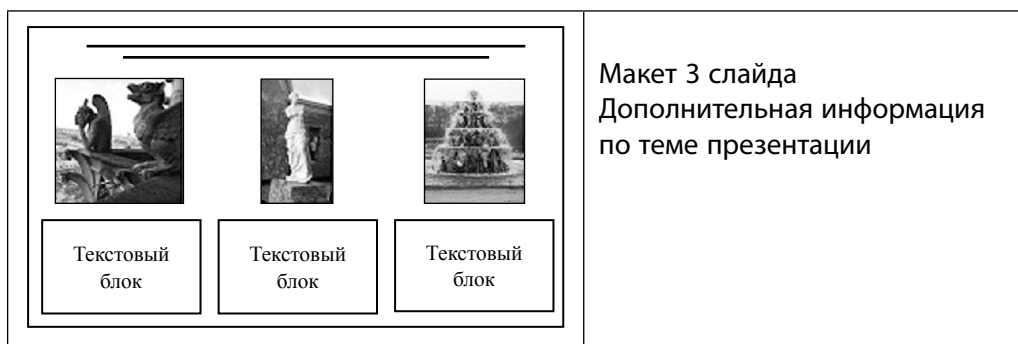 Макет 3 слайда
Дополнительная информация
по теме презентации
Текстовый
блок
Текстовый
блок
Текстовый
блок